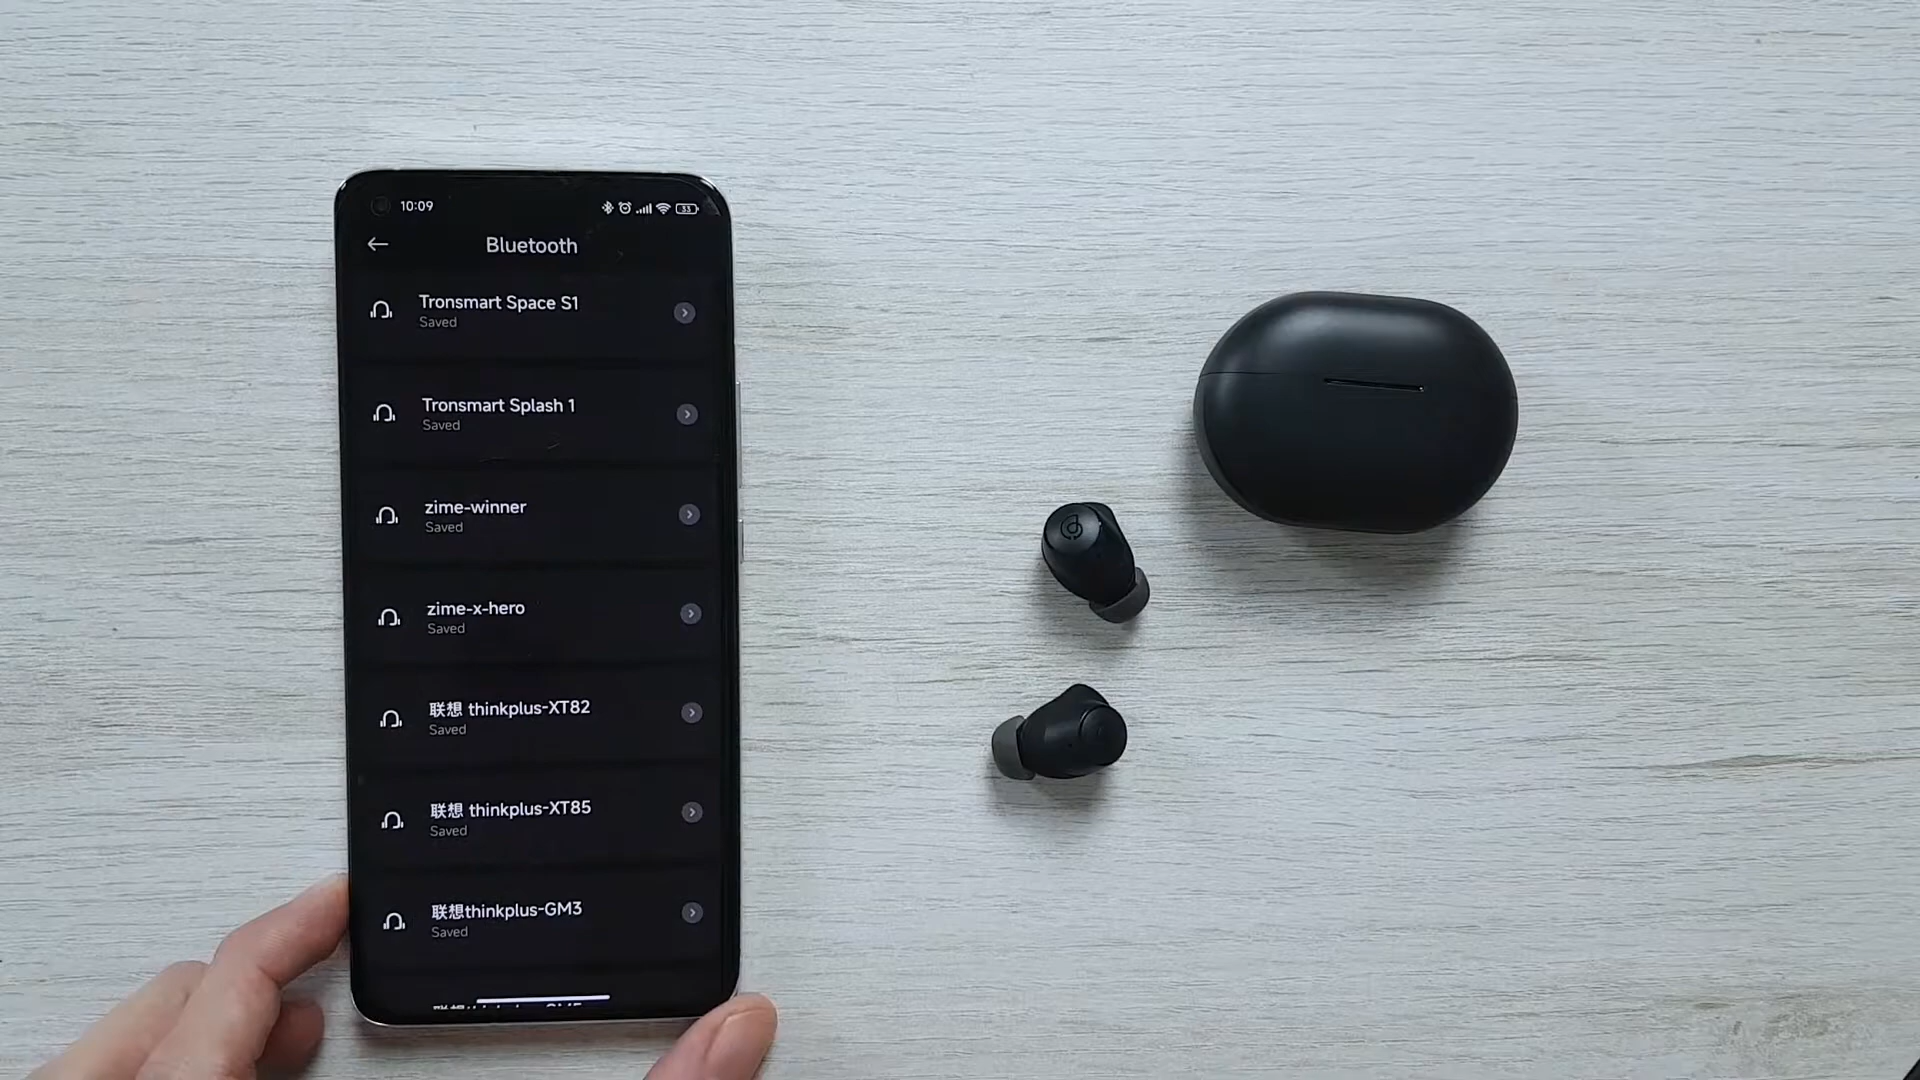 10:09
33
Bluetooth
Tronsmart Space S1
Saved
Tronsmart Splash 1
Saved
zime-winner
Saved
zime-x-hero
Saved
联想 thinkplus-XT82
Saved
联想 thinkplus-XT85
Saved
联想thinkplus-GM3
Saved